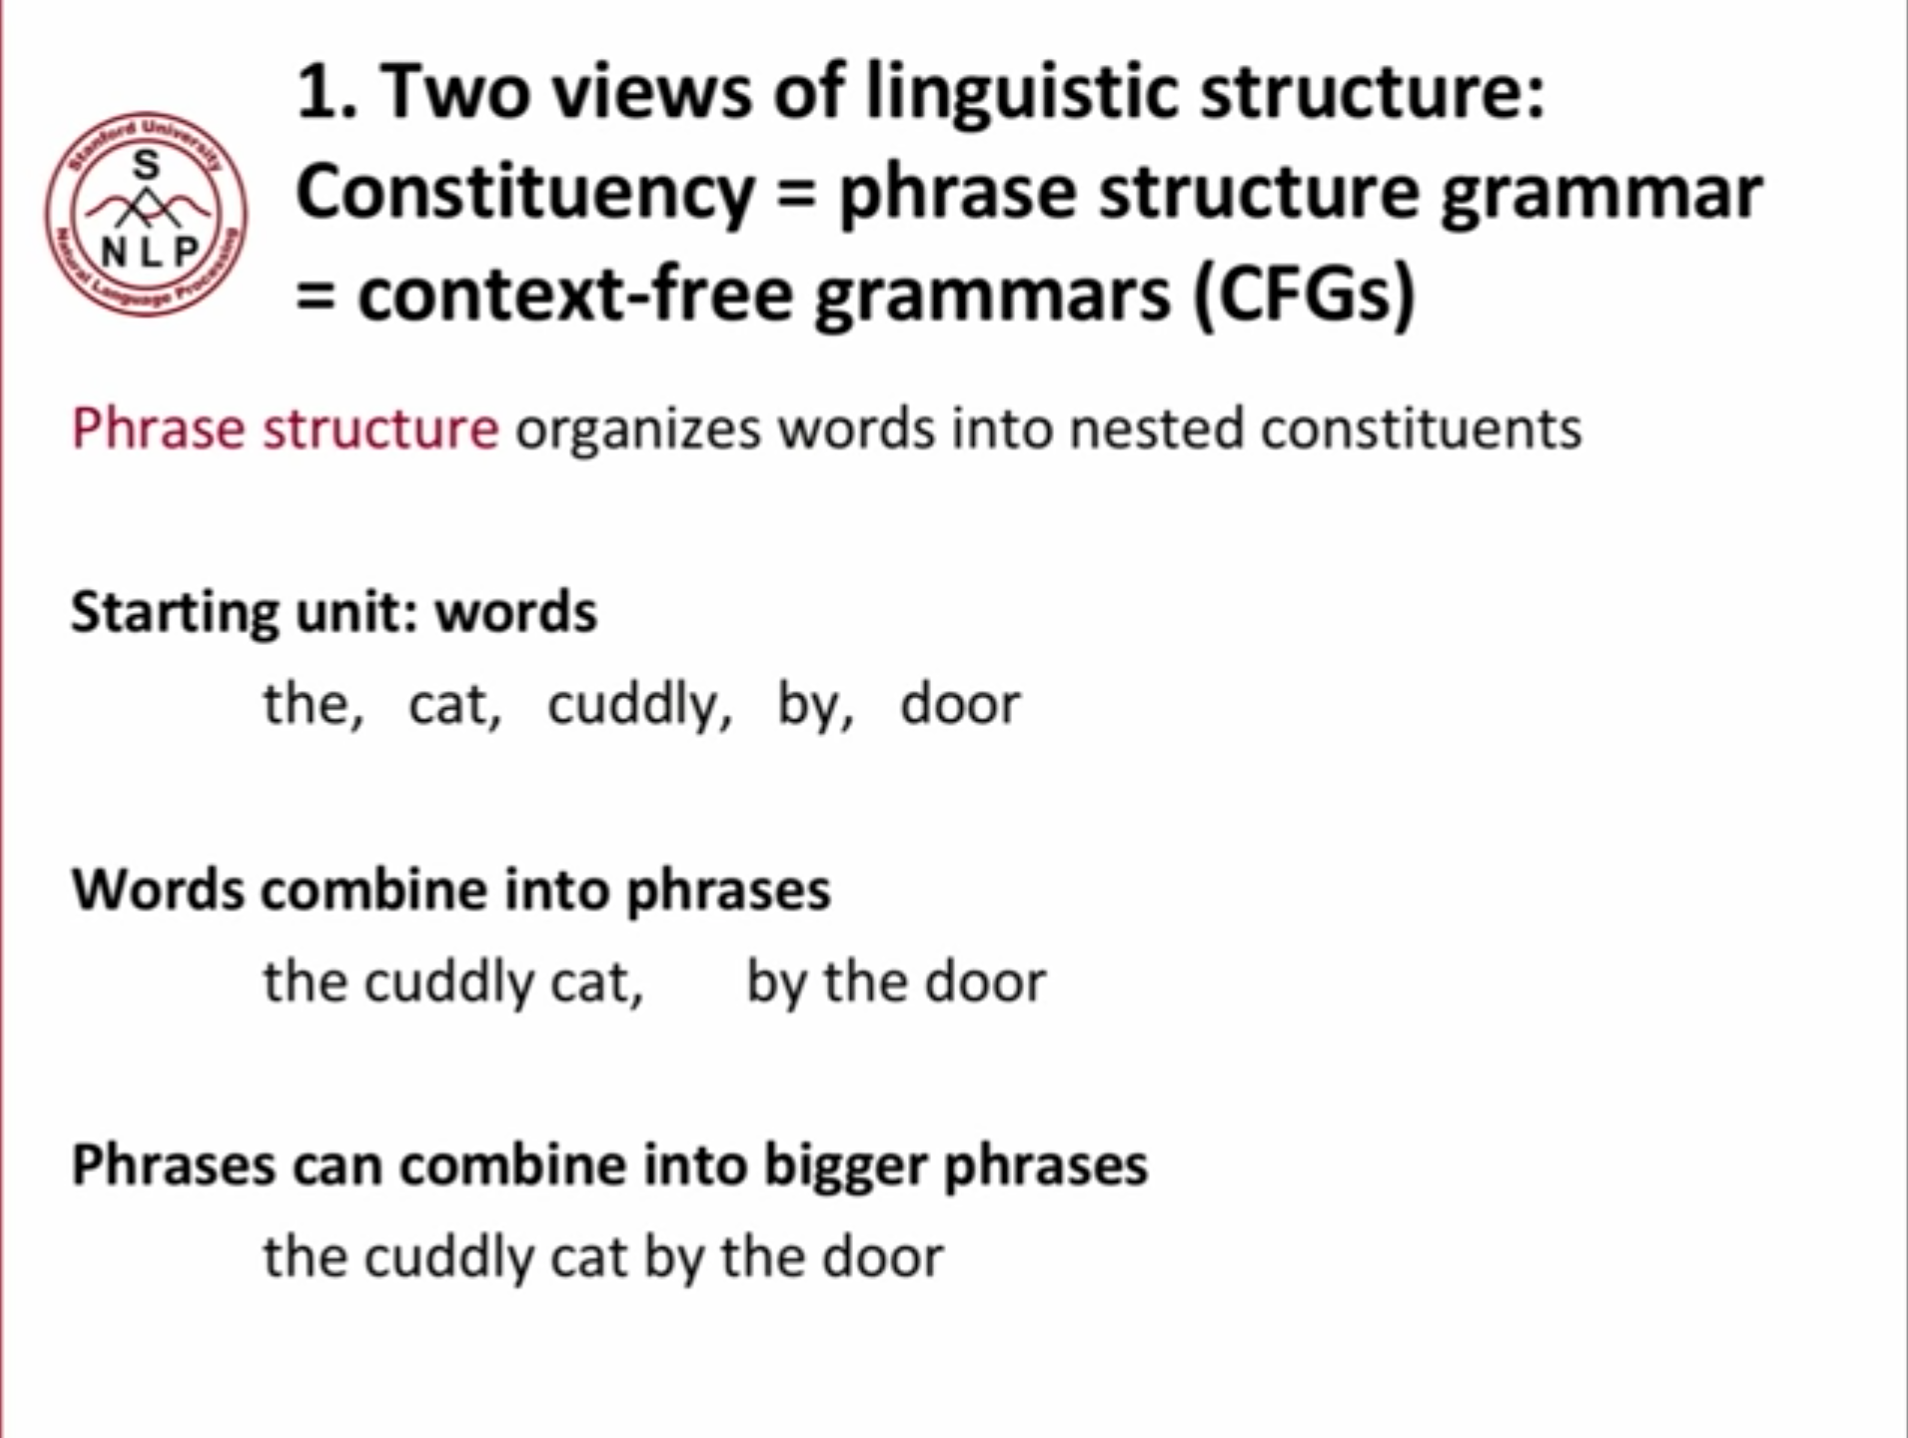 1. Two views of linguistic structure:
Constituency = phrase structure grammar
= context-free grammars (CFGs)
Stanford University
S
N L P
Natural Language Processing
Phrase structure organizes words into nested constituents
Starting unit: words
the, cat, cuddly, by, door
Words combine into phrases
the cuddly cat, by the door
Phrases can combine into bigger phrases
the cuddly cat by the door